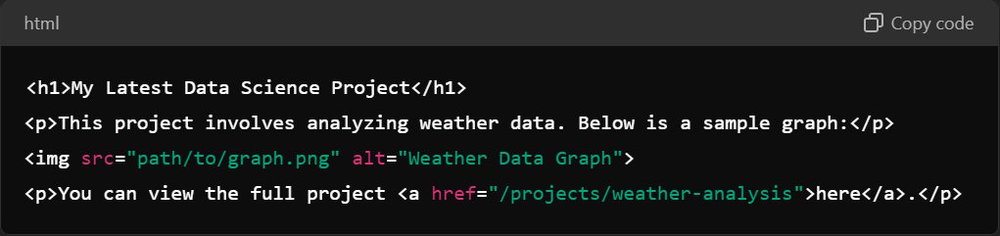 html
Copy code
<h1>My Latest Data Science Project</h1>
<p>This project involves analyzing weather data. Below is a sample graph:</p>
<img src="path/to/graph.png" alt="Weather Data Graph">
<p>You can view the full project <a href="/projects/weather-analysis">here</a>.</p>